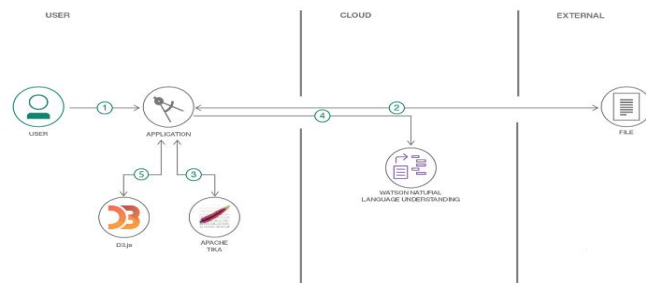 USER
CLOUD
EXTERNAL
1
2
4
USER
APPLICATION
FILE
5
3
WATSON NATURIAL
LANGUAGE UNDERSTANDING
D3
D3.js
APACHE
TIKA